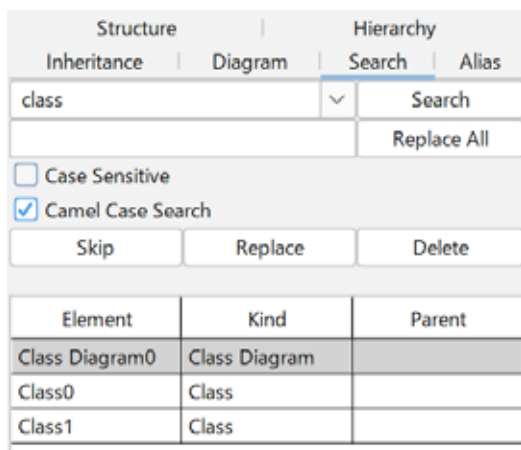 Structure Hierarchy
Inheritance Diagram Search Alias
class Search
Replace All
Case Sensitive
Camel Case Search
Skip Replace Delete
Element Kind Parent
Class Diagram0 Class Diagram
Class0 Class
Class1 Class